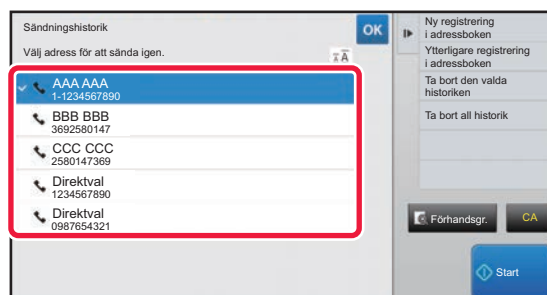 Sändningshistorik
OK
Välj adress för att sända igen.
AAA AAA
1-1234567890
BBB BBB
3692580147
CCC CCC
2580147369
Direktval
1234567890
Direktval
0987654321
Ny registrering
i adressboken
Ytterligare registrering
i adressboken
Ta bort den valda
historiken
Ta bort all historik
Förhandsgr.
CA
Start